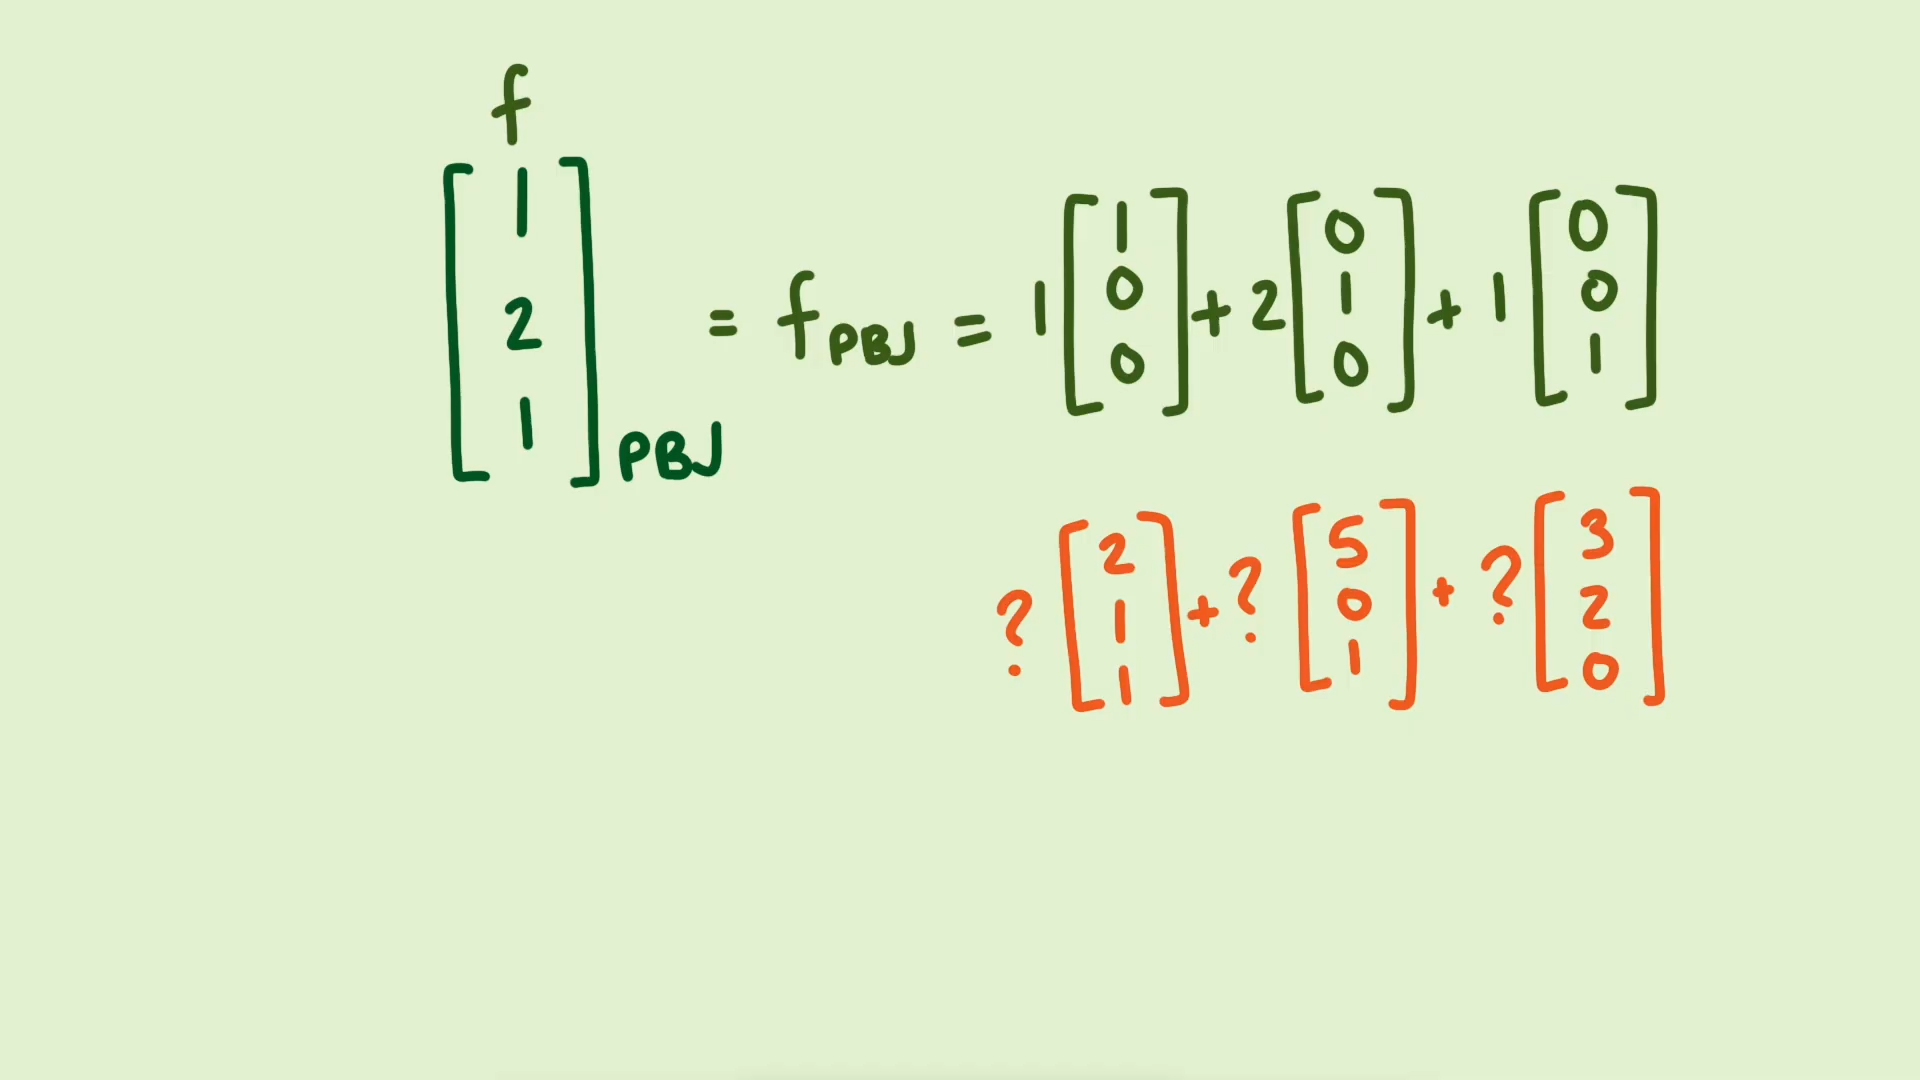 f
[1 2 1]PBJ = fPBJ = 1[1 0 0] + 2[0 1 0] + 1[0 0 1]
?[2 1 1] + ?[5 0 1] + ?[3 2 0]